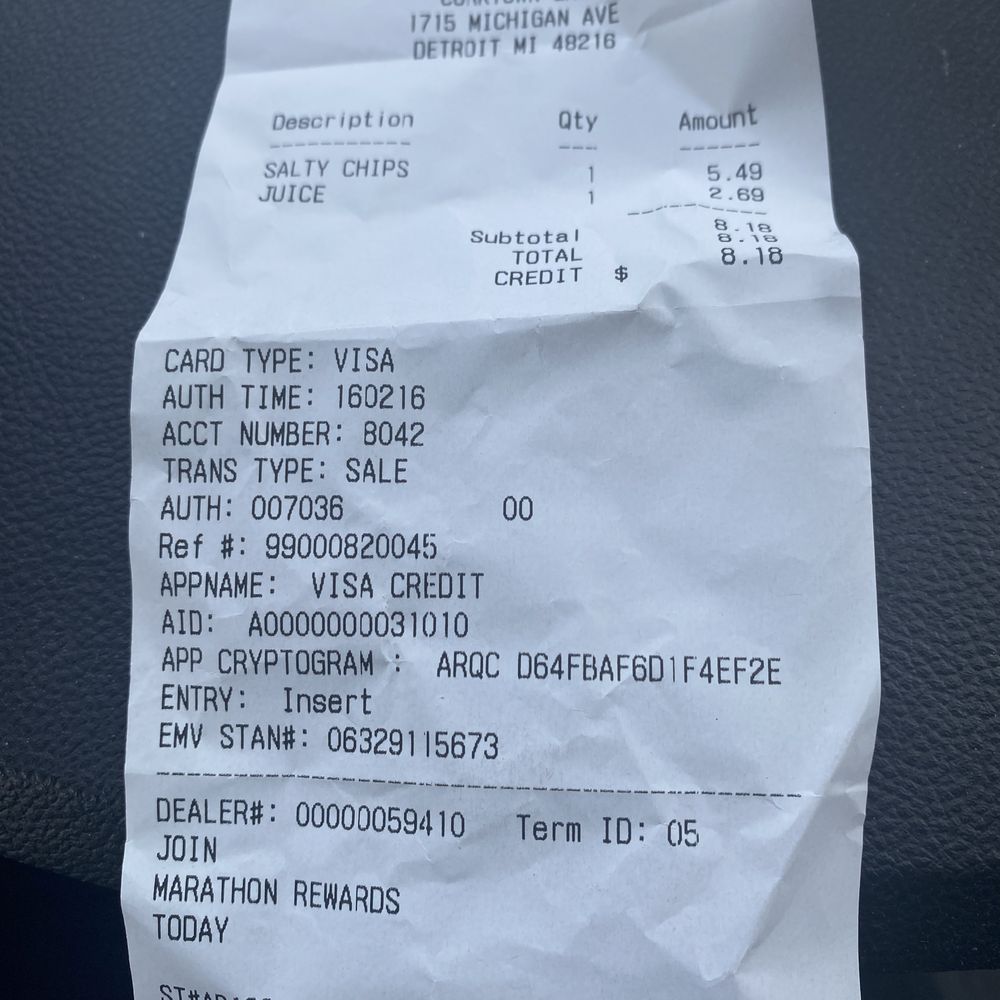 1715 MICHIGAN AVE
DETROIT MI 48216
Description Qty Amount
SALTY CHIPS 1 5.49
JUICE 1 2.69
Subtotal 8.18
TOTAL 8.18
CREDIT $ 8.18
CARD TYPE: VISA
AUTH TIME: 160216
ACCT NUMBER: 8042
TRANS TYPE: SALE
AUTH: 007036 00
Ref #: 99000820045
APPNAME: VISA CREDIT
AID: A0000000031010
APP CRYPTOGRAM : ARQC D64FBAF6D1F4EF2E
ENTRY: Insert
EMV STAN#: 06329115673
DEALER#: 00000059410 Term ID: 05
JOIN
MARATHON REWARDS
TODAY